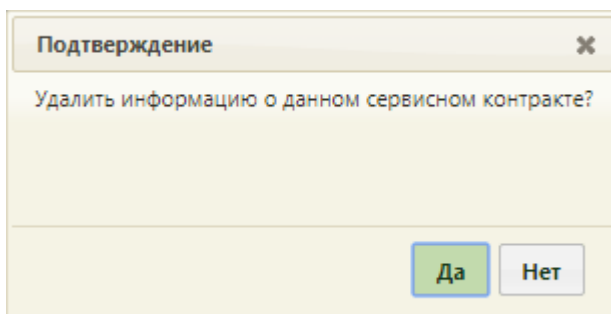 Подтверждение
Удалить информацию о данном сервисном контракте?
Да Нет